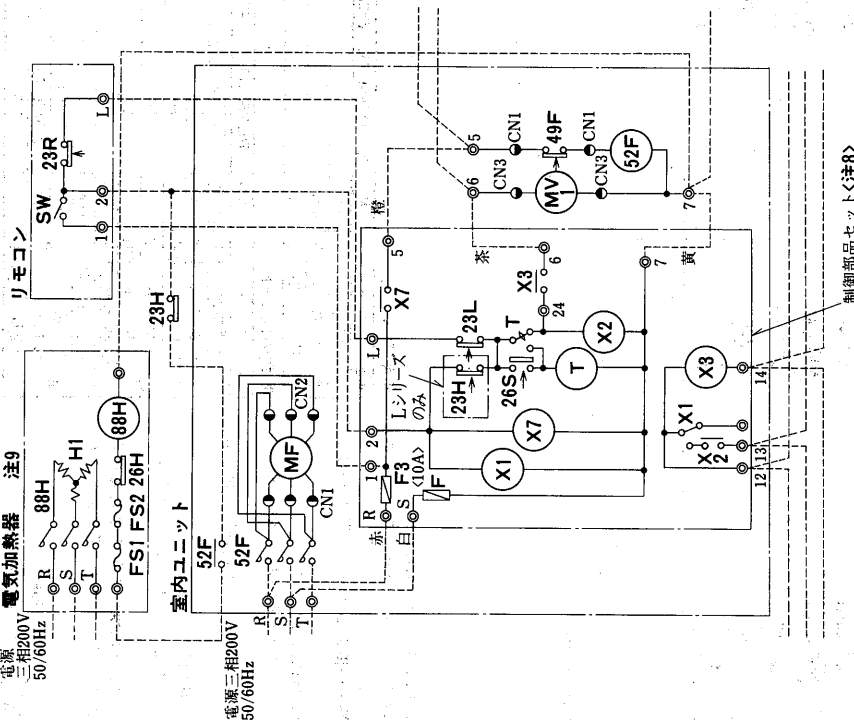 電源
三相200V
50/60Hz
電気加熱器 注9
R
S
T
88H
H1
FS1 FS2 26H
88H
リモコン
SW
23R
1
2
L
23H
室内ユニット
52F
52F
R
S
T
電源三相200V
50/60Hz
MF
CN1
CN2
赤
白
R
S
F3
<10A>
F
1
2
L
X1
X7
Lシリーズ
のみ
23H
23L
26S
T
T
X2
X7
5
橙
24
X3
6
茶
7
黄
6
5
CN3
CN1
MV
1
49F
CN3
CN1
52F
7
12
13
14
X2
X1
X3
制御部品セット<注8>